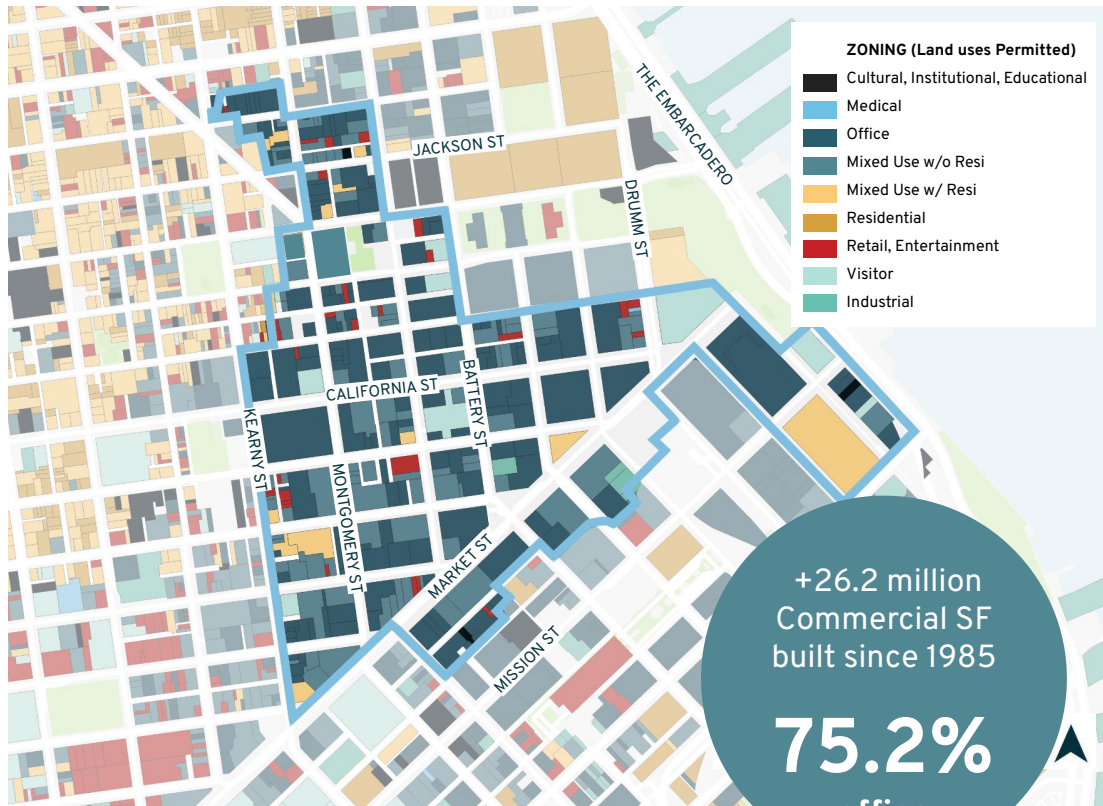 ZONING (Land uses Permitted)
Cultural, Institutional, Educational
Medical
Office
Mixed Use w/o Resi
Mixed Use w/ Resi
Residential
Retail, Entertainment
Visitor
Industrial
THE EMBARCADERO
JACKSON ST
DRUMM ST
CALIFORNIA ST
BATTERY ST
KEARNY ST
MONTGOMERY ST
MARKET ST
MISSION ST
+26.2 million
Commercial SF
built since 1985
75.2%